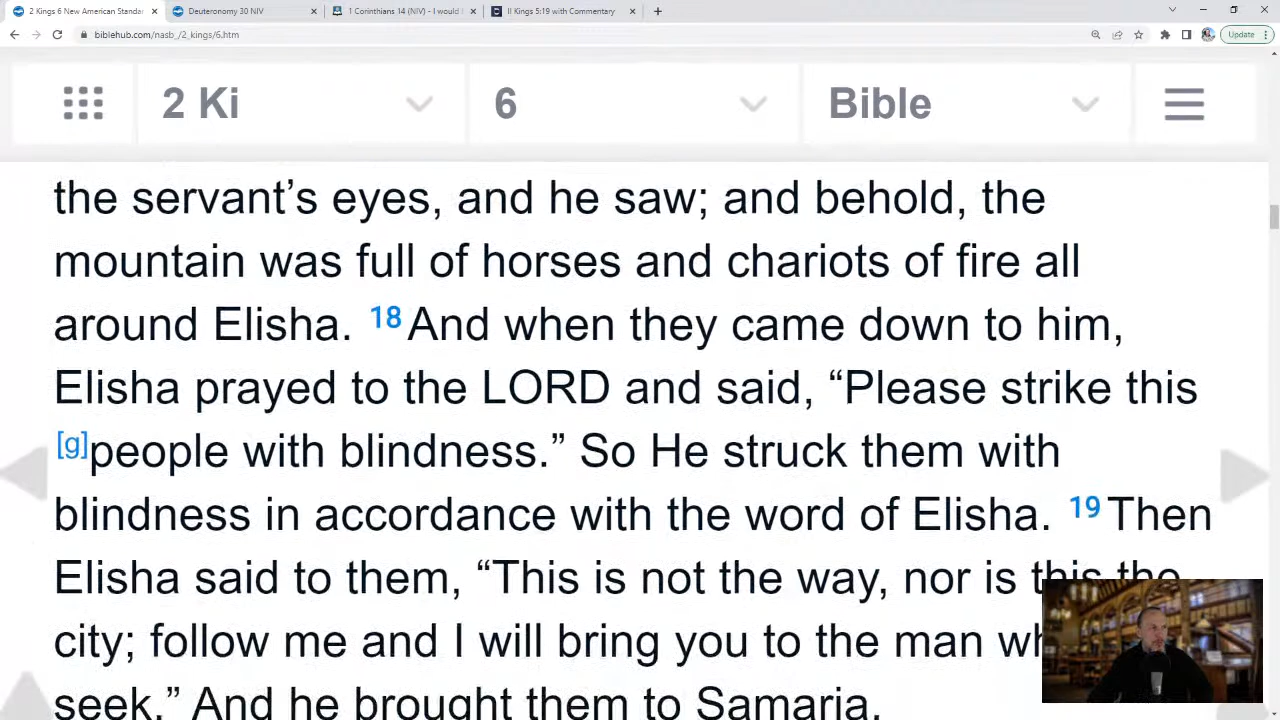 2 Kings 6 New American Standa
Deuteronomy 30 NIV
1 Corinthians 14 (NIV) - I would l
II Kings 5:19 with Commentary
biblehub.com/nasb_/2_kings/6.htm
Update
2 Ki
6
Bible
the servant’s eyes, and he saw; and behold, the
mountain was full of horses and chariots of fire all
around Elisha. 18 And when they came down to him,
Elisha prayed to the LORD and said, “Please strike this
[g]people with blindness.” So He struck them with
blindness in accordance with the word of Elisha. 19 Then
Elisha said to them, “This is not the way, nor is this the
city; follow me and I will bring you to the man
seek.” And he brought them to Samaria.